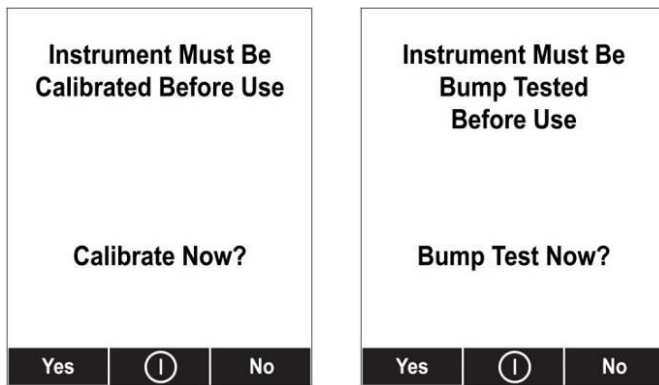 Instrument Must Be
Calibrated Before Use
Calibrate Now?
Yes No
Instrument Must Be
Bump Tested
Before Use
Bump Test Now?
Yes No